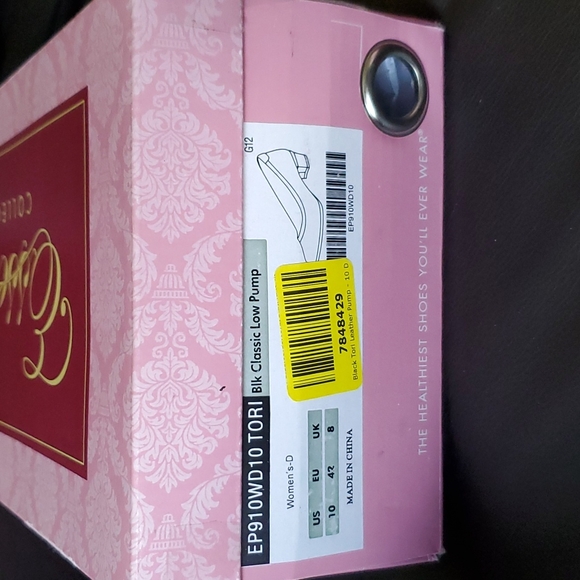 Elite
COLLE
G12
EP910WD10 TORI
Blk Classic Low Pump
EP910WD10
7848429
Black Tori Leather Pump - 10 D
Women's-D
US EU UK
10 42 8
MADE IN CHINA
THE HEALTHIEST SHOES YOU'LL EVER WEAR®